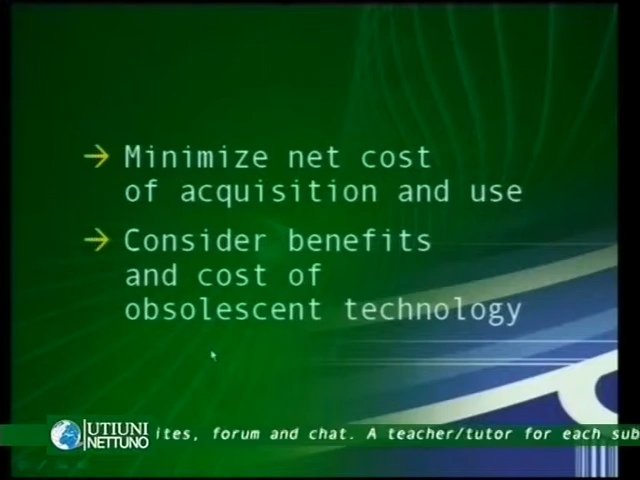 → Minimize net cost
of acquisition and use
→ Consider benefits
and cost of
obsolescent technology
UTIUNI
NETTUNO
ites, forum and chat. A teacher/tutor for each sub